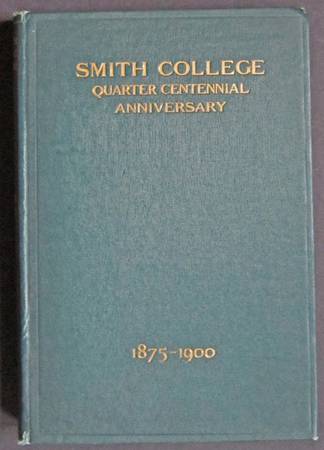 SMITH COLLEGE
QUARTER CENTENNIAL
ANNIVERSARY
1875-1900